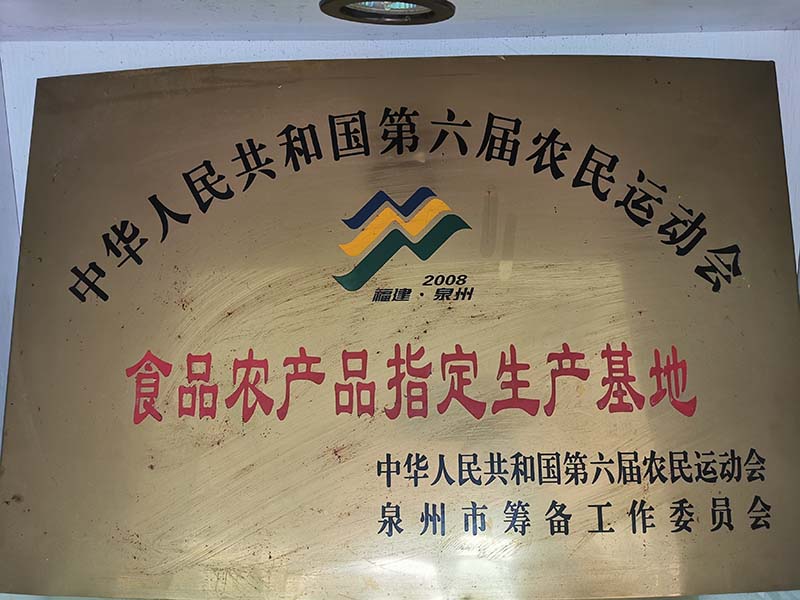 中华人民共和国第六届农民运动会
2008
福建·泉州
食品农产品指定生产基地
中华人民共和国第六届农民运动会
泉州市筹备工作委员会